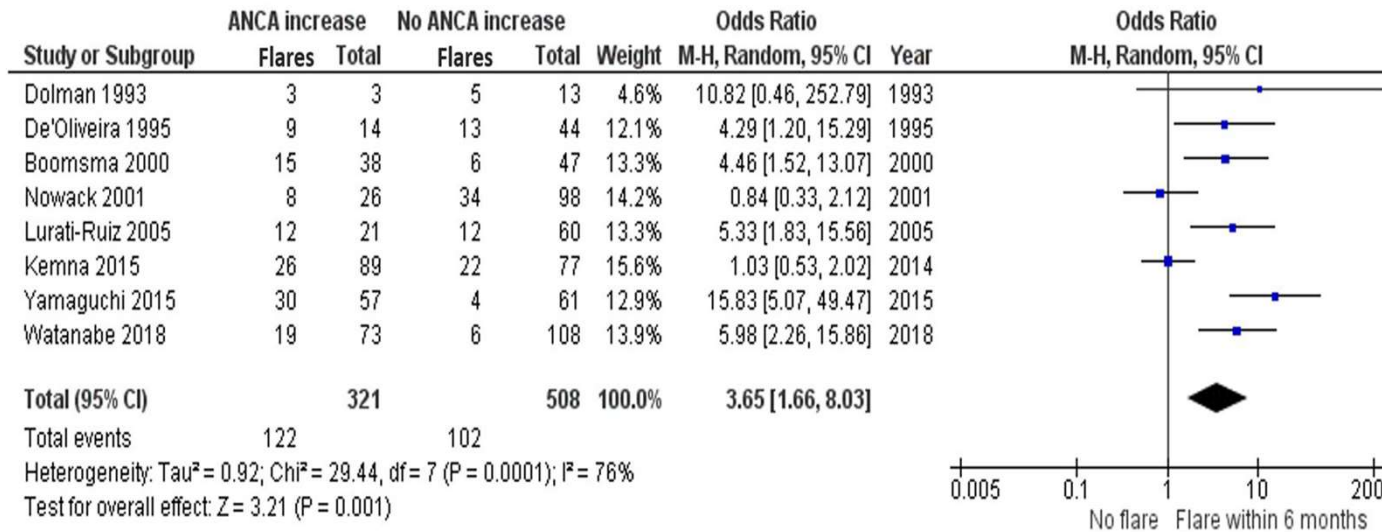 ANCA increase No ANCA increase Odds Ratio Odds Ratio
Study or Subgroup Flares Total Flares Total Weight M-H, Random, 95% CI Year M-H, Random, 95% CI
Dolman 1993 3 3 5 13 4.6% 10.82 [0.46, 252.79] 1993
De'Oliveira 1995 9 14 13 44 12.1% 4.29 [1.20, 15.29] 1995
Boomsma 2000 15 38 6 47 13.3% 4.46 [1.52, 13.07] 2000
Nowack 2001 8 26 34 98 14.2% 0.84 [0.33, 2.12] 2001
Lurati-Ruiz 2005 12 21 12 60 13.3% 5.33 [1.83, 15.56] 2005
Kemna 2015 26 89 22 77 15.6% 1.03 [0.53, 2.02] 2014
Yamaguchi 2015 30 57 4 61 12.9% 15.83 [5.07, 49.47] 2015
Watanabe 2018 19 73 6 108 13.9% 5.98 [2.26, 15.86] 2018
Total (95% CI) 321 508 100.0% 3.65 [1.66, 8.03]
Total events 122 102
Heterogeneity: Tau² = 0.92; Chi² = 29.44, df = 7 (P = 0.0001); I² = 76%
Test for overall effect: Z = 3.21 (P = 0.001)
0.005 0.1 1 10 200
No flare Flare within 6 months